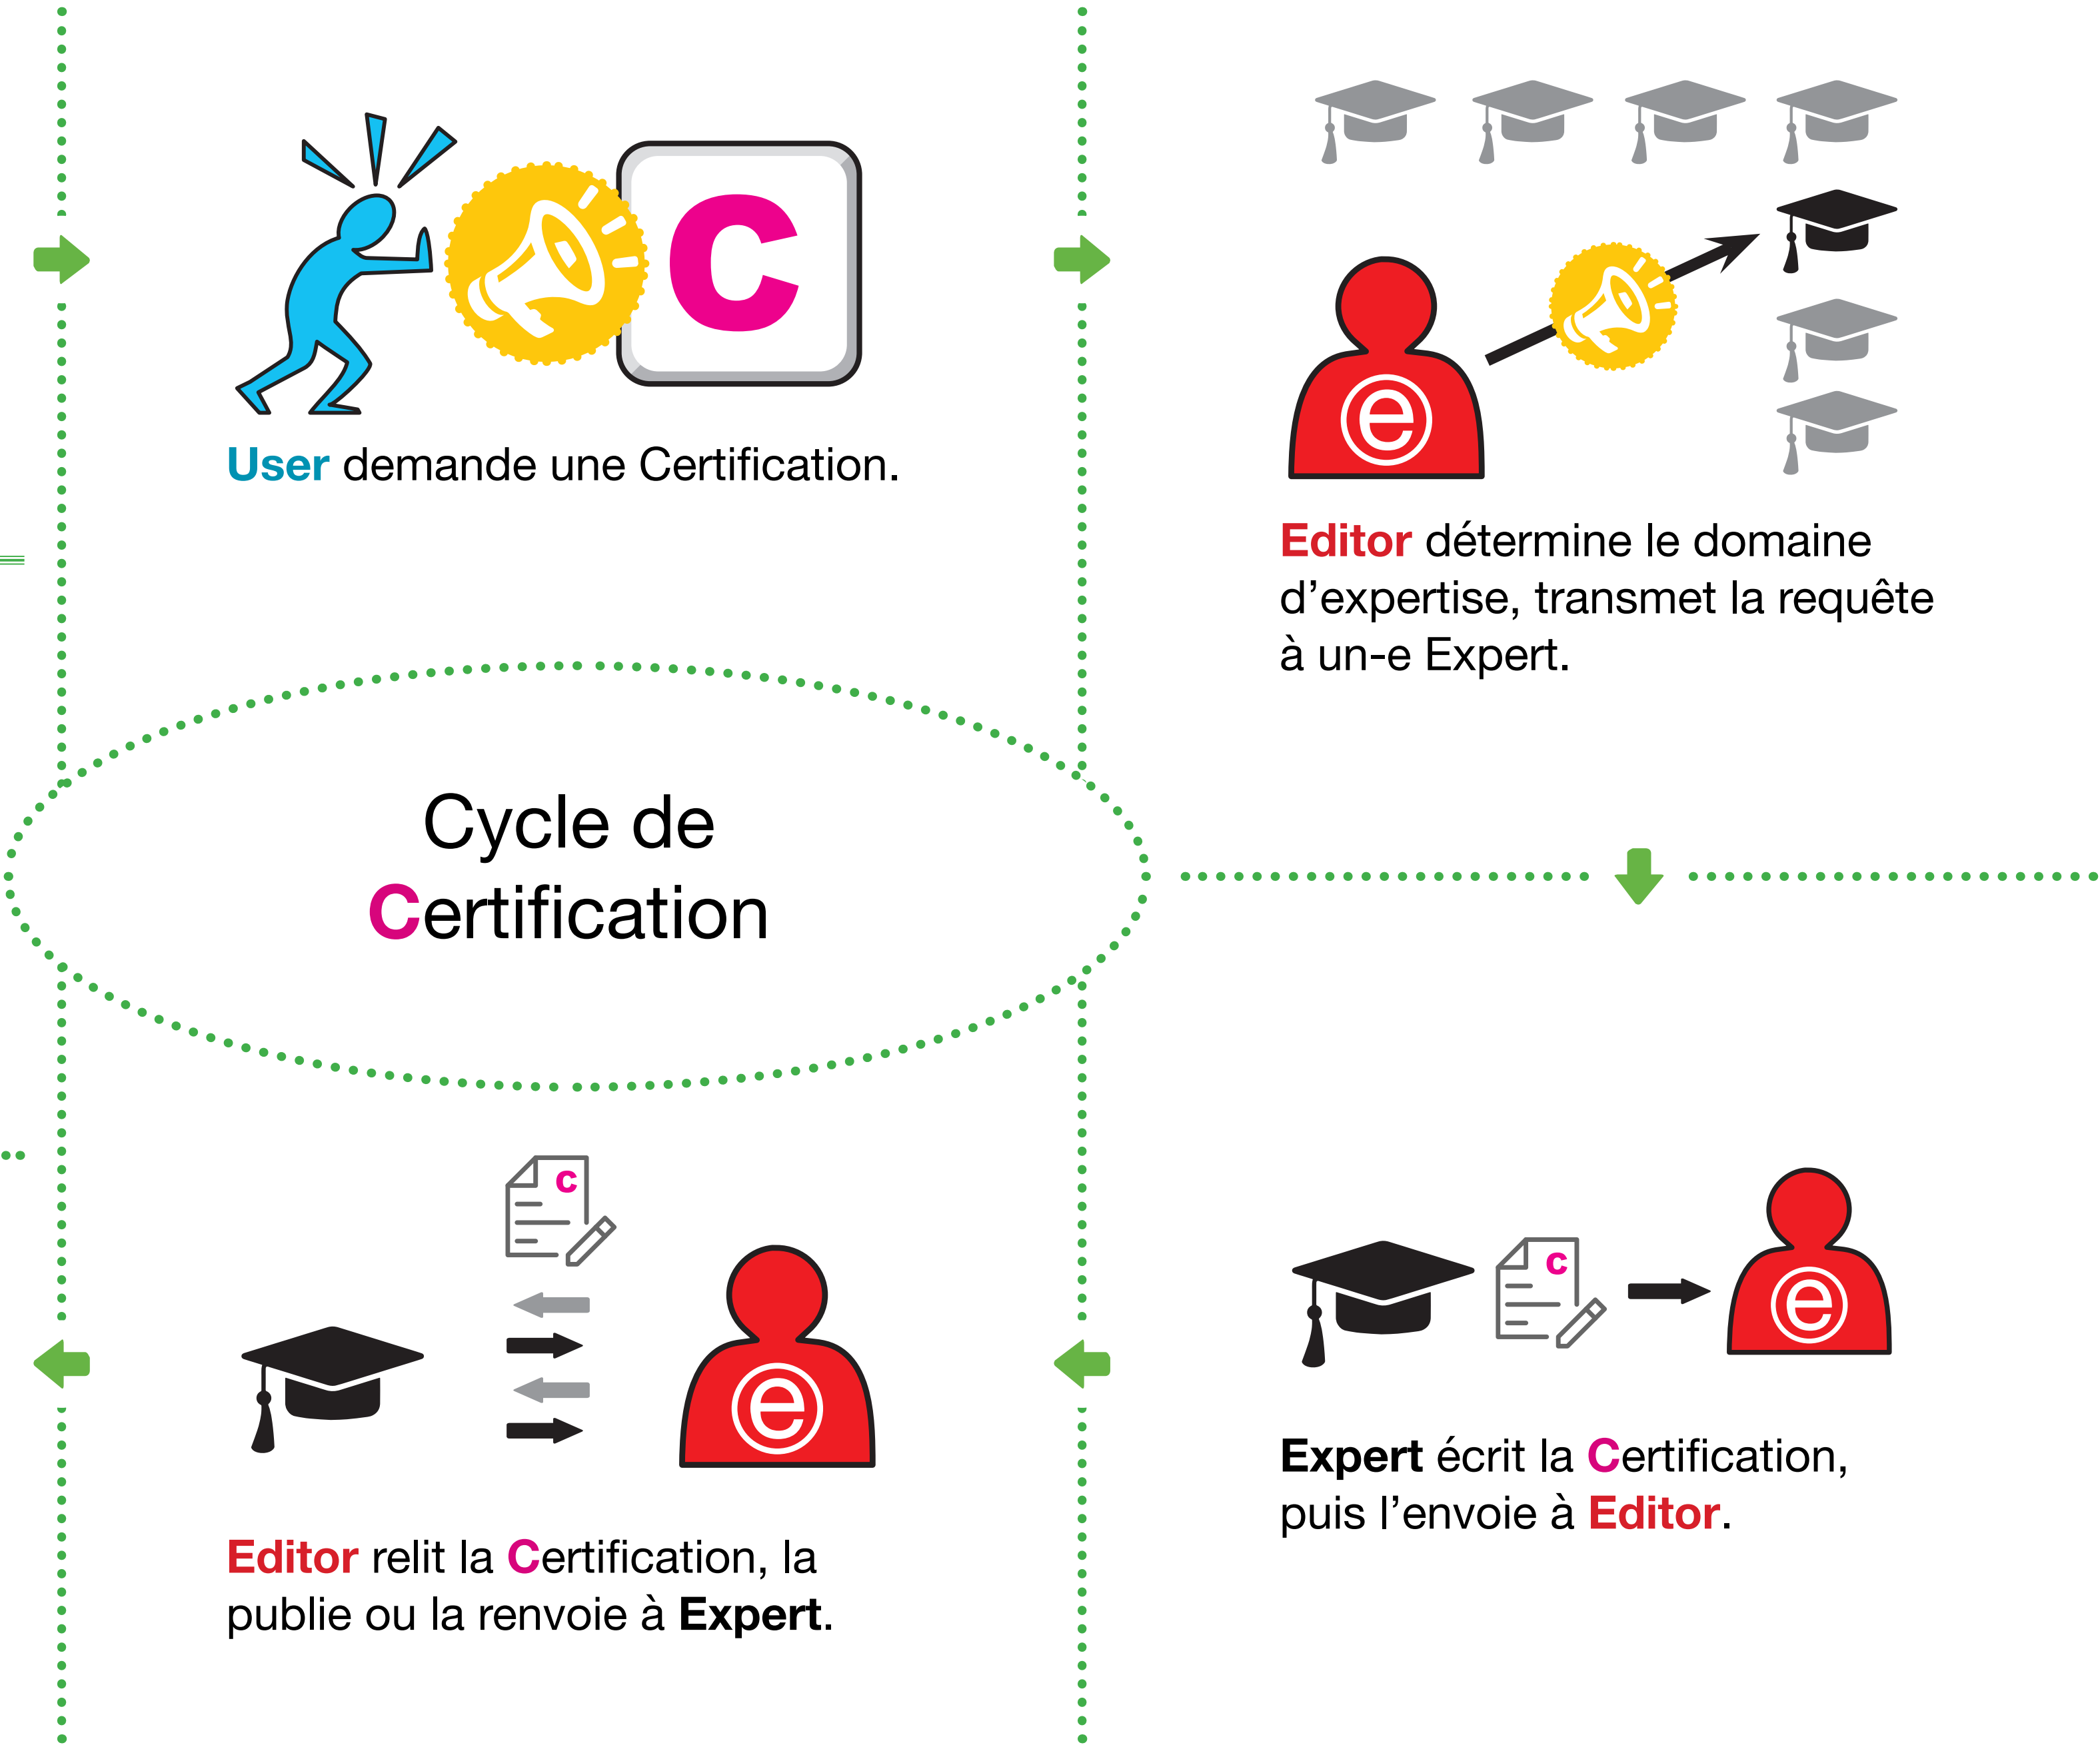 C
User demande une Certification.
e
Editor détermine le domaine
d’expertise, transmet la requête
à un-e Expert.
Cycle de
Certification
C
e
Editor relit la Certification, la
publie ou la renvoie à Expert.
C
e
Expert écrit la Certification,
puis l’envoie à Editor.